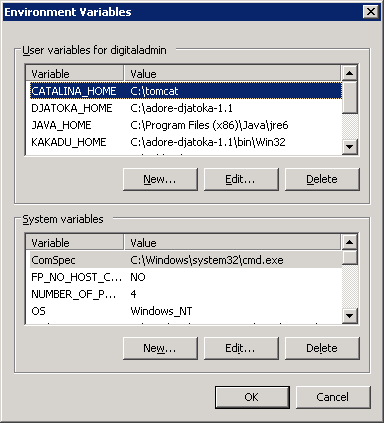 Environment Variables
User variables for digitaladmin
Variable Value
CATALINA_HOME C:\tomcat
DJATOKA_HOME C:\adore-djatoka-1.1
JAVA_HOME C:\Program Files (x86)\Java\jre6
KAKADU_HOME C:\adore-djatoka-1.1\bin\Win32
New... Edit... Delete
System variables
Variable Value
ComSpec C:\Windows\system32\cmd.exe
FP_NO_HOST_C... NO
NUMBER_OF_P... 4
OS Windows_NT
New... Edit... Delete
OK Cancel